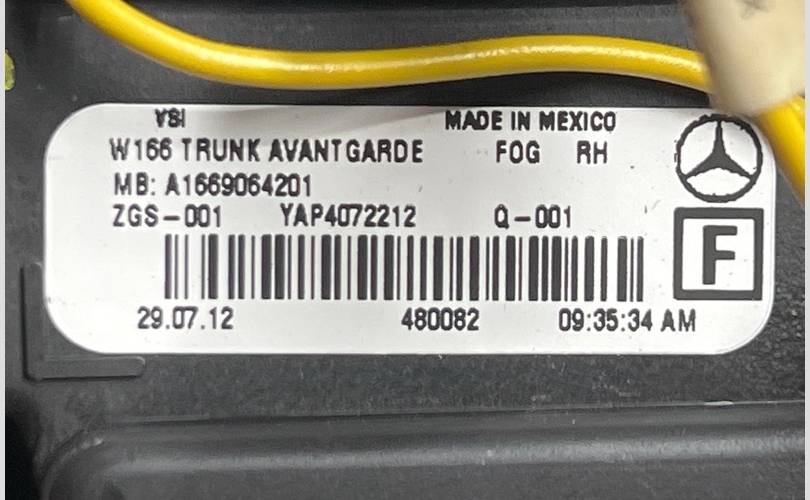 VSI MADE IN MEXICO
W166 TRUNK AVANTGARDE FOG RH
MB: A1669064201
ZGS-001 YAP4072212 Q-001
F
29.07.12 480082 09:35:34 AM